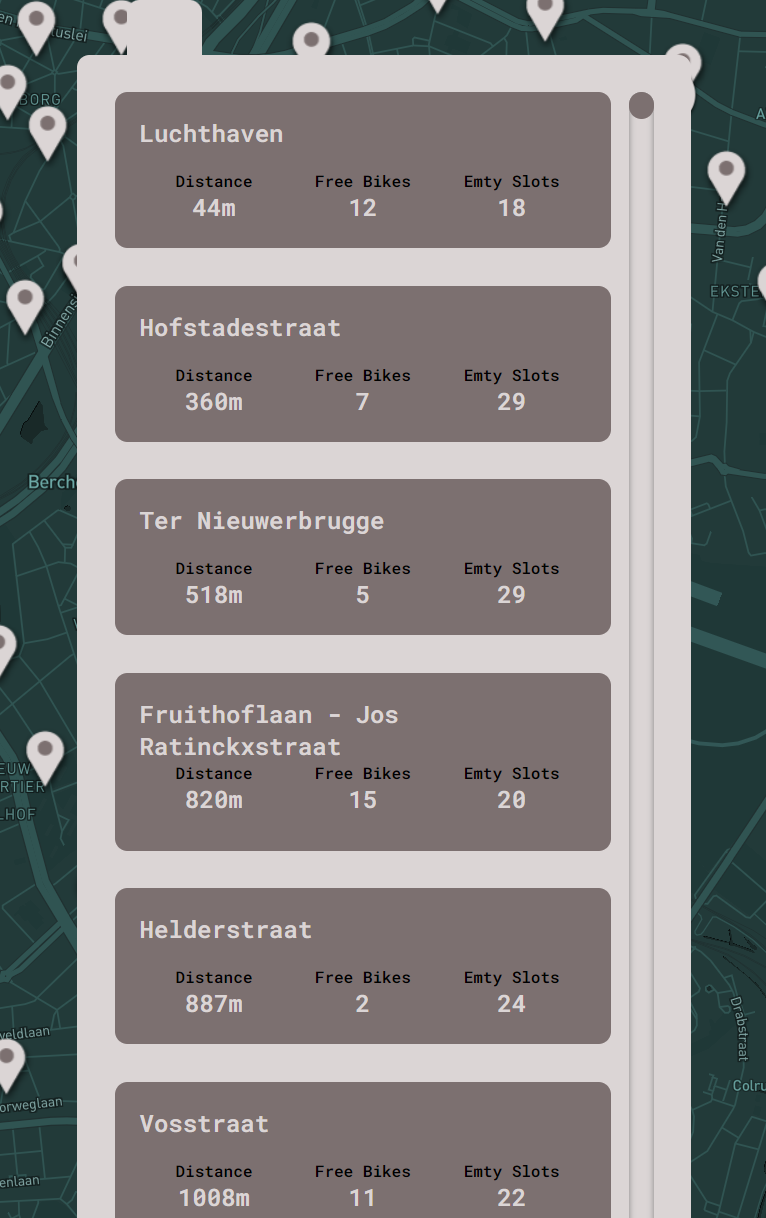 BORG
Luchthaven
Distance Free Bikes Emty Slots
44m 12 18
Van den H
EKSTE
Hofstadestraat
Distance Free Bikes Emty Slots
360m 7 29
Berche
Ter Nieuwerbrugge
Distance Free Bikes Emty Slots
518m 5 29
Fruithoflaan - Jos
Ratinckxstraat
Distance Free Bikes Emty Slots
820m 15 20
EUW
RTIER
LHOF
Helderstraat
Distance Free Bikes Emty Slots
887m 2 24
Drabstraat
veldlaan
Colru
orweglaan
Vosstraat
Distance Free Bikes Emty Slots
1008m 11 22
enlaan